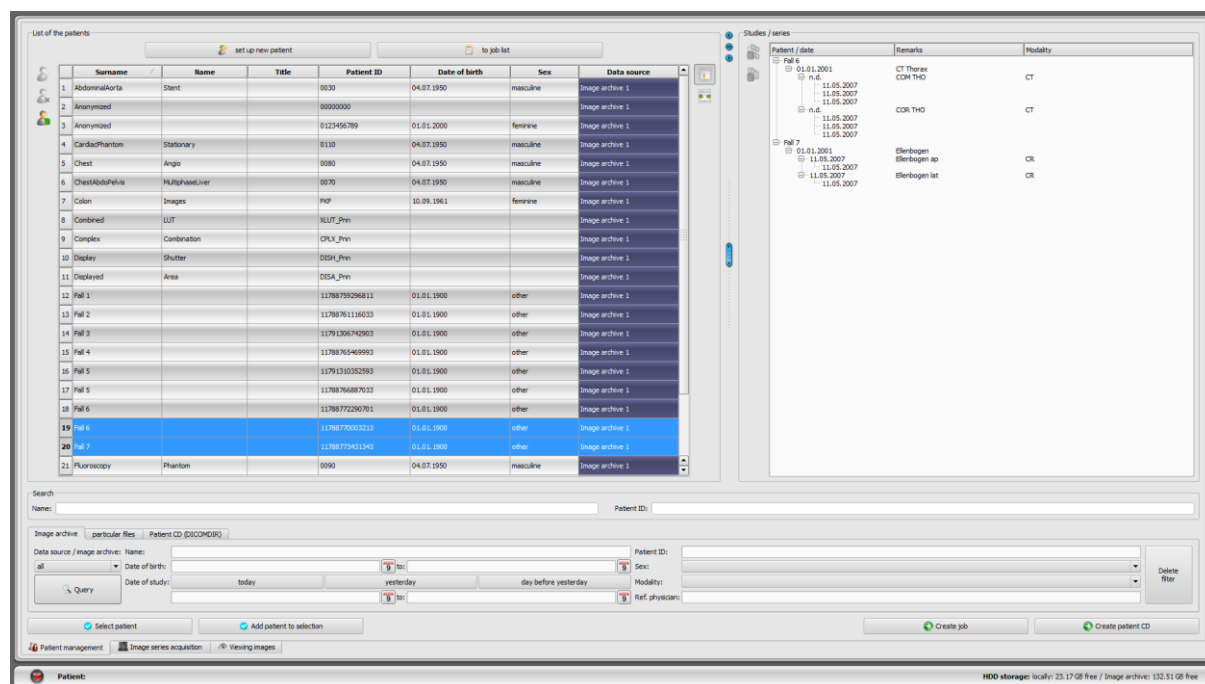 List of the patients
set up new patient
to job list
Surname Name Title Patient ID Date of birth Sex Data source
1 AbdominalAorta Stent 0030 04.07.1950 masculine Image archive 1
2 Anonymized 00000000 Image archive 1
3 Anonymized 0123456789 01.01.2000 feminine Image archive 1
4 CardiacPhantom Stationary 0110 04.07.1950 masculine Image archive 1
5 Chest Angio 0080 04.07.1950 masculine Image archive 1
6 ChestAbdoPelvis MultiphaseLiver 0070 04.07.1950 masculine Image archive 1
7 Colon Images FKF 10.09.1961 feminine Image archive 1
8 Combined LUT XLUT_Pnn Image archive 1
9 Complex Combination CPLX_Pnn Image archive 1
10 Display Shutter DISH_Pnn Image archive 1
11 Displayed Area DISA_Pnn Image archive 1
12 Fall 1 11788759296811 01.01.1900 other Image archive 1
13 Fall 2 11788761116033 01.01.1900 other Image archive 1
14 Fall 3 11791306742903 01.01.1900 other Image archive 1
15 Fall 4 11788765469993 01.01.1900 other Image archive 1
16 Fall 5 11791310352593 01.01.1900 other Image archive 1
17 Fall 5 11788766887033 01.01.1900 other Image archive 1
18 Fall 6 11788772290701 01.01.1900 other Image archive 1
19 Fall 6 11788770003213 01.01.1900 other Image archive 1
20 Fall 7 11788773431343 01.01.1900 other Image archive 1
21 Fluoroscopy Phantom 0090 04.07.1950 masculine Image archive 1
Studies / series
Patient / date Remarks Modality
Fall 6
01.01.2001 CT Thorax
n.d. COM THO CT
11.05.2007
11.05.2007
11.05.2007
n.d. COR THO CT
11.05.2007
11.05.2007
11.05.2007
Fall 7
01.01.2001 Ellenbogen
11.05.2007 Ellenbogen ap CR
11.05.2007
11.05.2007 Ellenbogen lat CR
11.05.2007
Search
Name: Patient ID:
Image archive particular files Patient CD (DICOMDIR)
Data source / image archive: Name: Patient ID:
all Date of birth: 9 to: 9 Sex:
Query Date of study: today yesterday day before yesterday Modality:
9 to: 9 Ref. physician:
Delete
filter
Select patient Add patient to selection Create job Create patient CD
Patient management Image series acquisition Viewing images
Patient: HDD storage: locally: 23.17 GB free / Image archive: 132.51 GB free